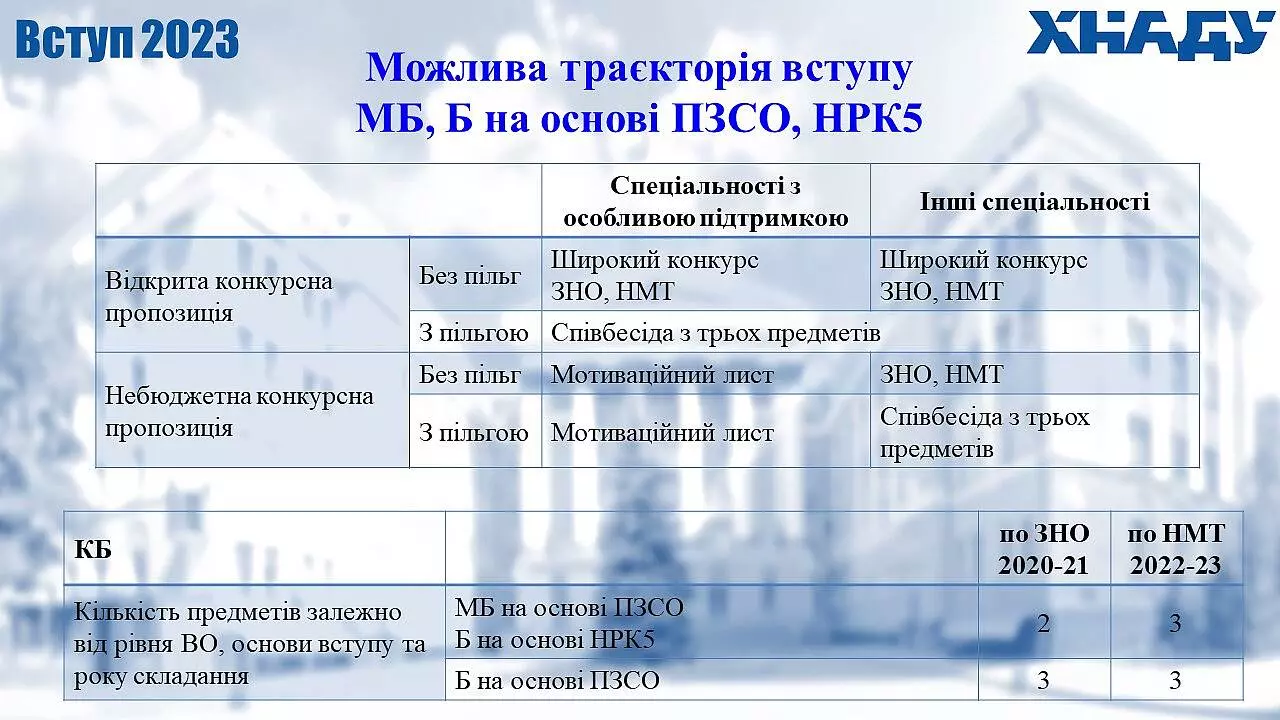 Вступ 2023
ХНАДУ
Можлива траєкторія вступу
МБ, Б на основі ПЗСО, НРК5
Спеціальності з
особливою підтримкою
Інші спеціальності
Відкрита конкурсна
пропозиція
Без пільг
Широкий конкурс
ЗНО, НМТ
Широкий конкурс
ЗНО, НМТ
З пільгою
Співбесіда з трьох предметів
Небюджетна конкурсна
пропозиція
Без пільг
Мотиваційний лист
ЗНО, НМТ
З пільгою
Мотиваційний лист
Співбесіда з трьох
предметів
КБ
по ЗНО
2020-21
по НМТ
2022-23
Кількість предметів залежно
від рівня ВО, основи вступу та
року складання
МБ на основі ПЗСО
Б на основі НРК5
2
3
Б на основі ПЗСО
3
3